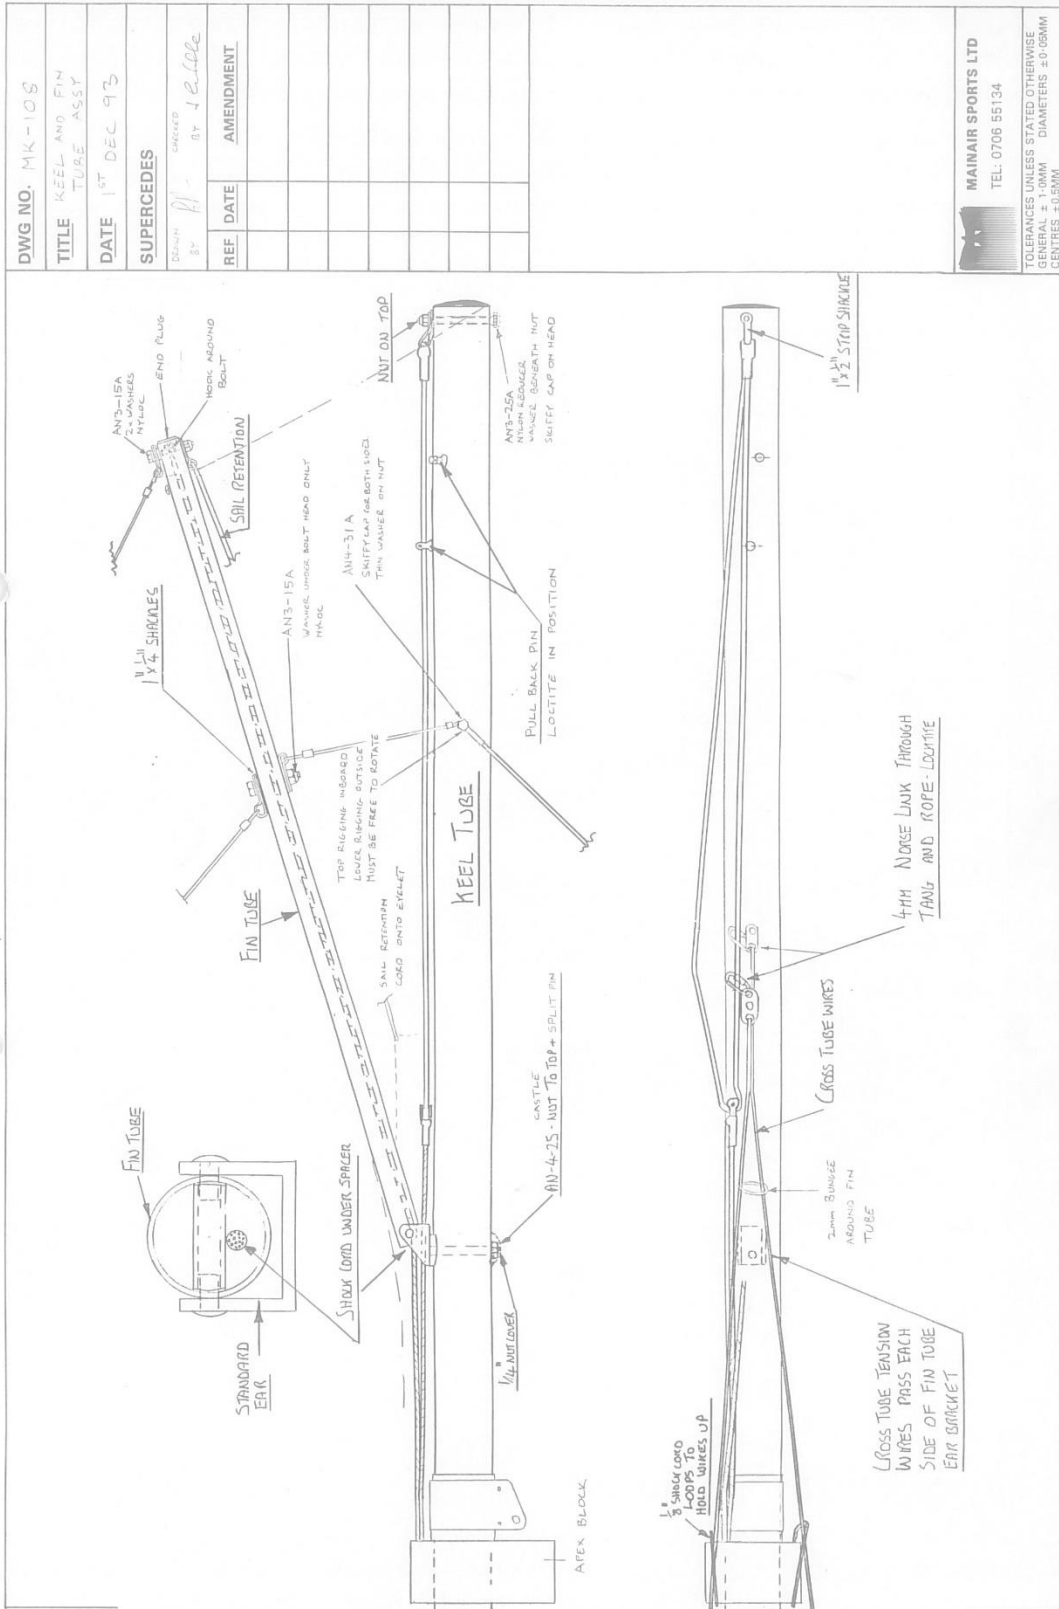 DWG NO. MK-108
TITLE KEEL AND FIN
TUBE ASSY
DATE 1ST DEC 93
SUPERCEDES
DRAWN
BY
CHECKED
BY
REF DATE AMENDMENT
MAINAIR SPORTS LTD
TEL: 0706 55134
TOLERANCES UNLESS STATED OTHERWISE
GENERAL ± 1·0MM DIAMETERS ±0·05MM
CENTRES ±0.5MM
FIN TUBE
STANDARD
EAR
SHOCK CORD UNDER SPACER
FIN TUBE
1" x 1/4" SHACKLES
AN3-15A
2x WASHERS
NYLOC
END PLUG
HOOK AROUND
BOLT
SAIL RETENTION
AN3-15A
WASHER UNDER BOLT HEAD ONLY
NYLOC
TOP RIGGING INBOARD
LOWER RIGGING OUTSIDE
MUST BE FREE TO ROTATE
AN4-31A
SKIFFY CAP FOR BOTH SIDES
THIN WASHER ON NUT
NUT ON TOP
SAIL RETENTION
CORD ONTO EYELET
KEEL TUBE
PULL BACK PIN
LOCTITE IN POSITION
AN3-25A
NYLON REDUCER
WASHER BENEATH NUT
SKIFFY CAP ON HEAD
CASTLE
AN-4-25 - NUT TO TOP + SPLIT PIN
1/4" NUT COVER
APEX BLOCK
1/8" SHOCK CORD
LOOPS TO
HOLD WIRES UP
1" x 1/2" STRIP SHACKLE
CROSS TUBE TENSION
WIRES PASS EACH
SIDE OF FIN TUBE
EAR BRACKET
2mm BUNGEE
AROUND FIN
TUBE
CROSS TUBE WIRES
4MM NORSE LINK THROUGH
TANG AND ROPE - LOCTITE